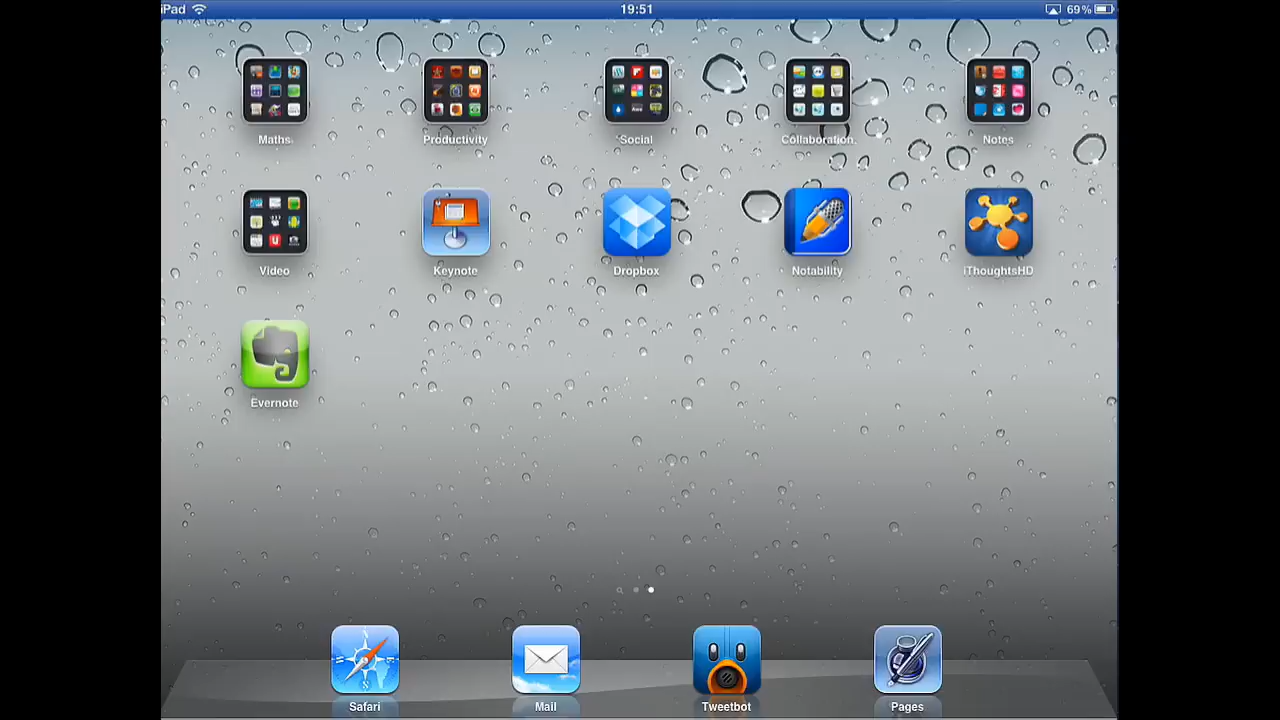 iPad 19:51 69%
Maths Productivity Social Collaboration Notes
Video Keynote Dropbox Notability iThoughtsHD
Evernote
Safari Mail Tweetbot Pages